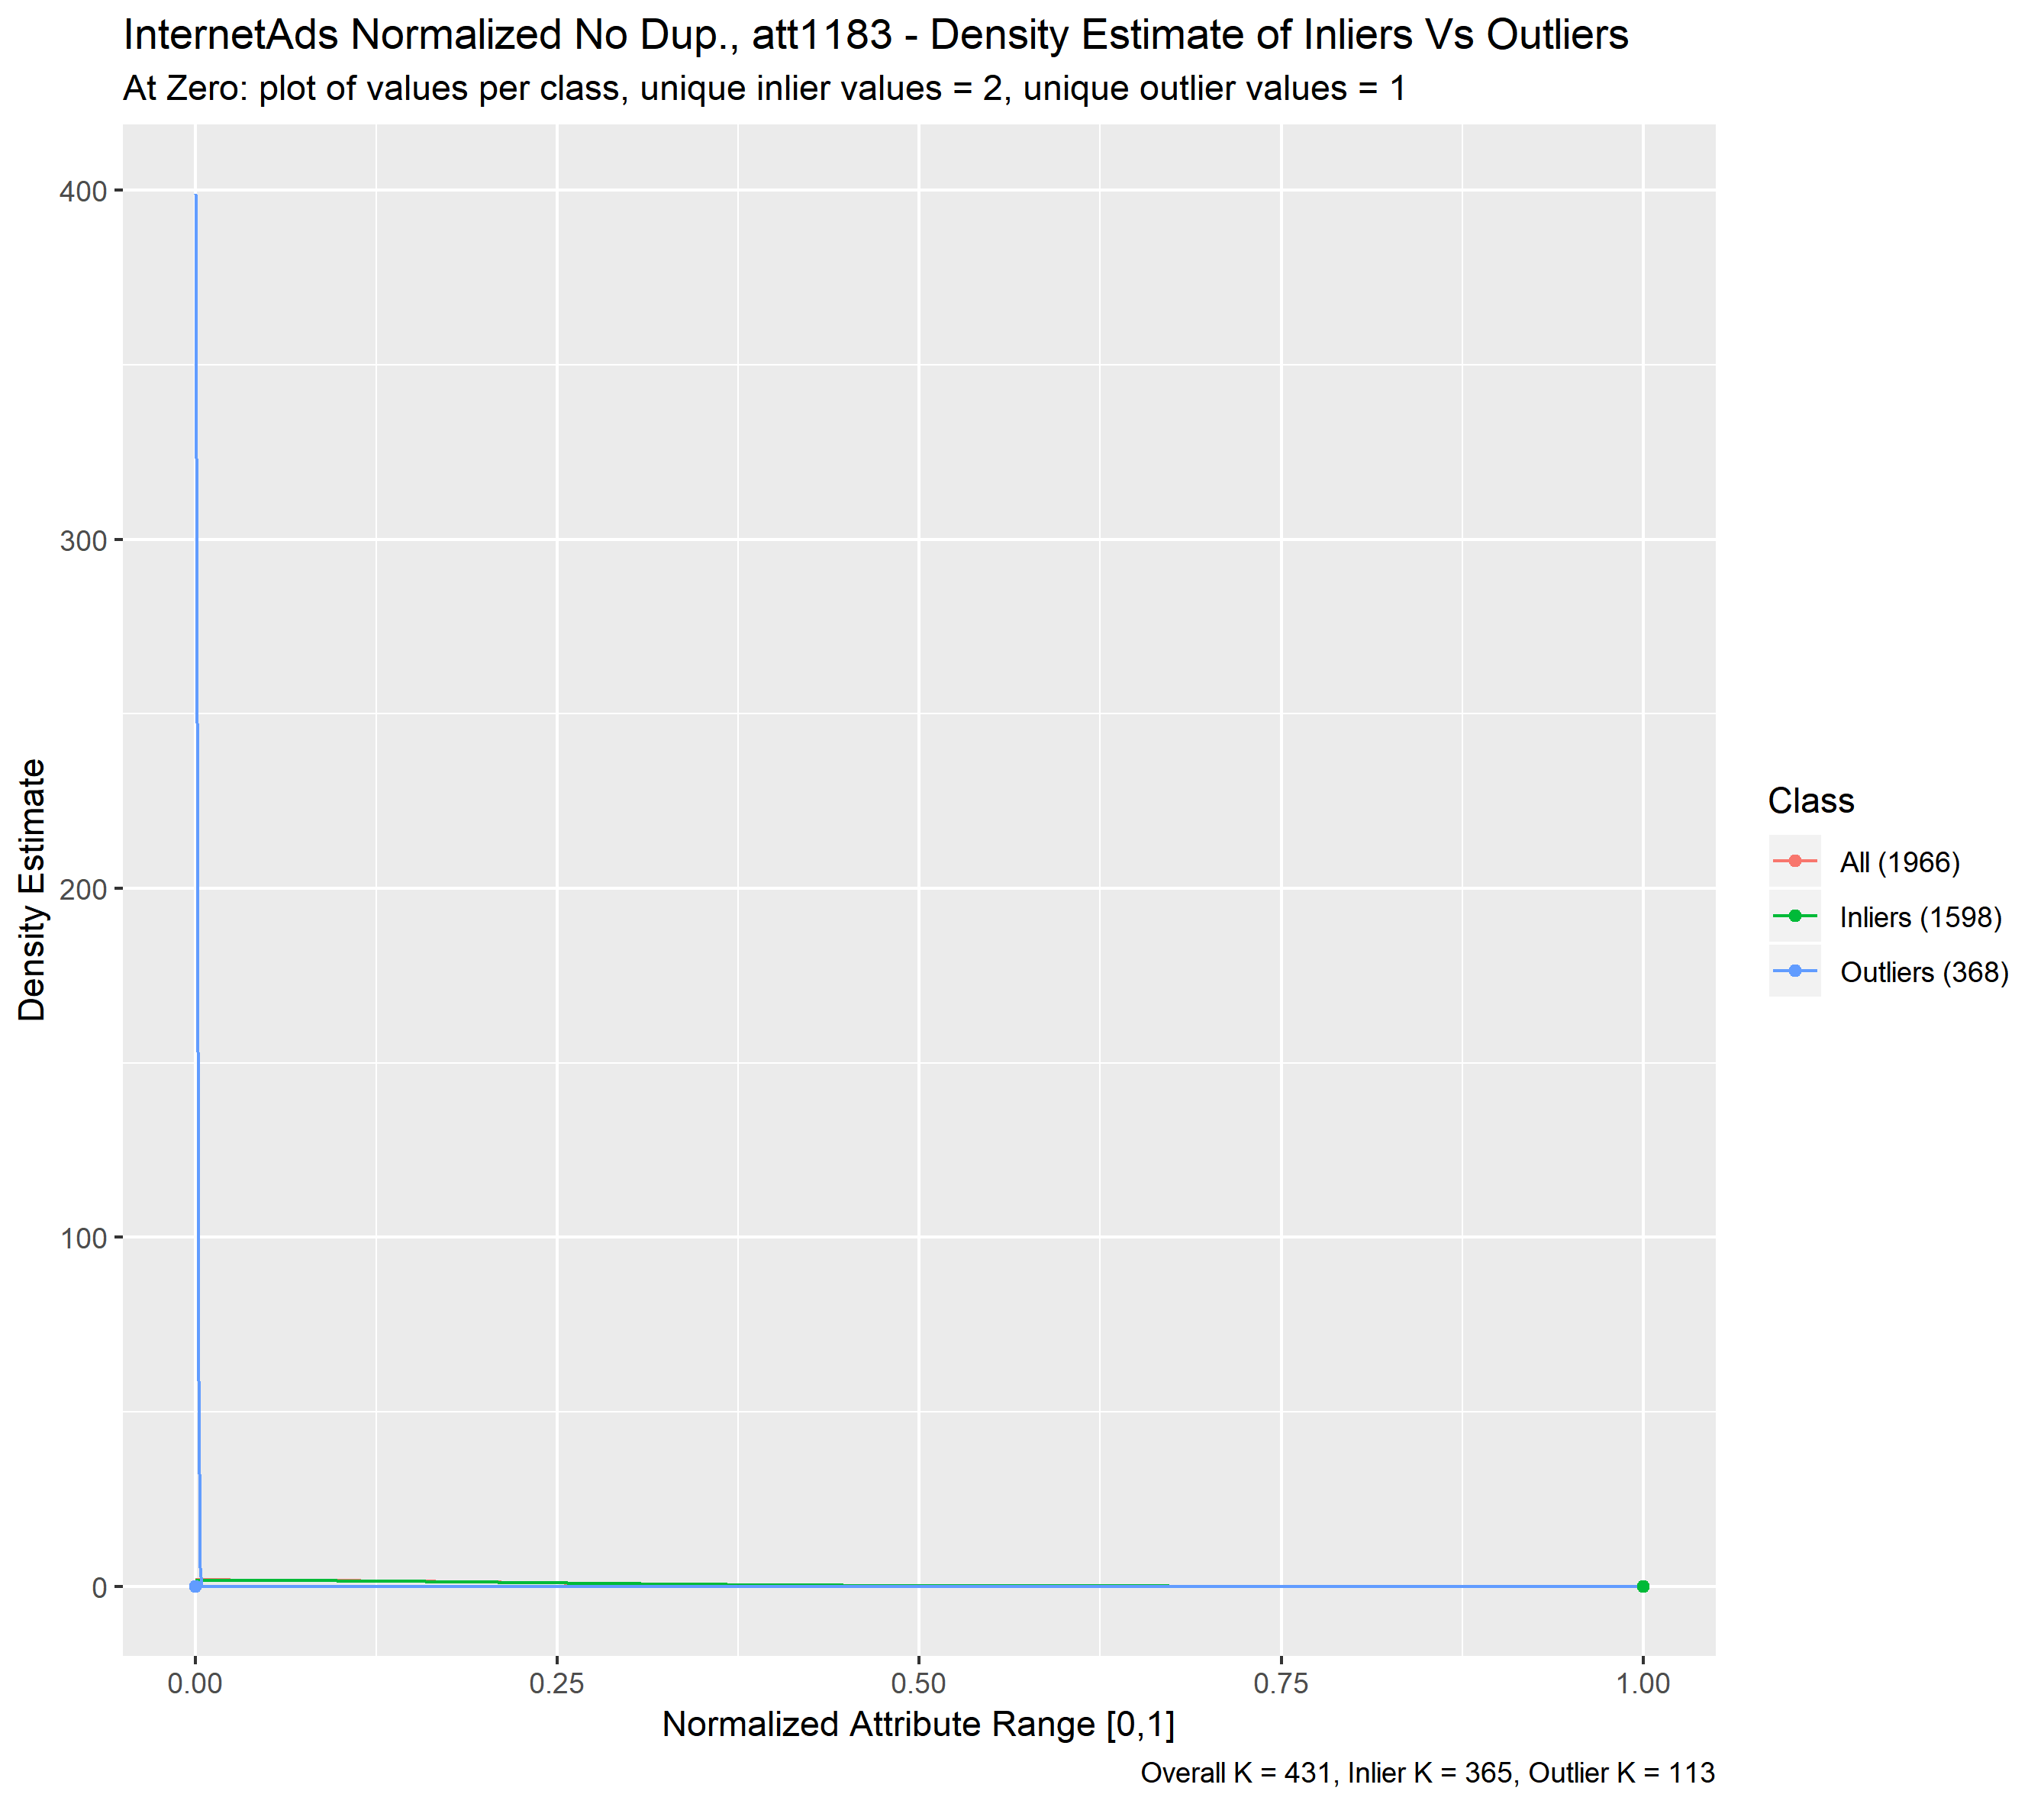 InternetAds Normalized No Dup., att1183 - Density Estimate of Inliers Vs Outliers
At Zero: plot of values per class, unique inlier values = 2, unique outlier values = 1
400
300
200
100
0
Density Estimate
0.00 0.25 0.50 0.75 1.00
Normalized Attribute Range [0,1]
Overall K = 431, Inlier K = 365, Outlier K = 113
Class
All (1966)
Inliers (1598)
Outliers (368)